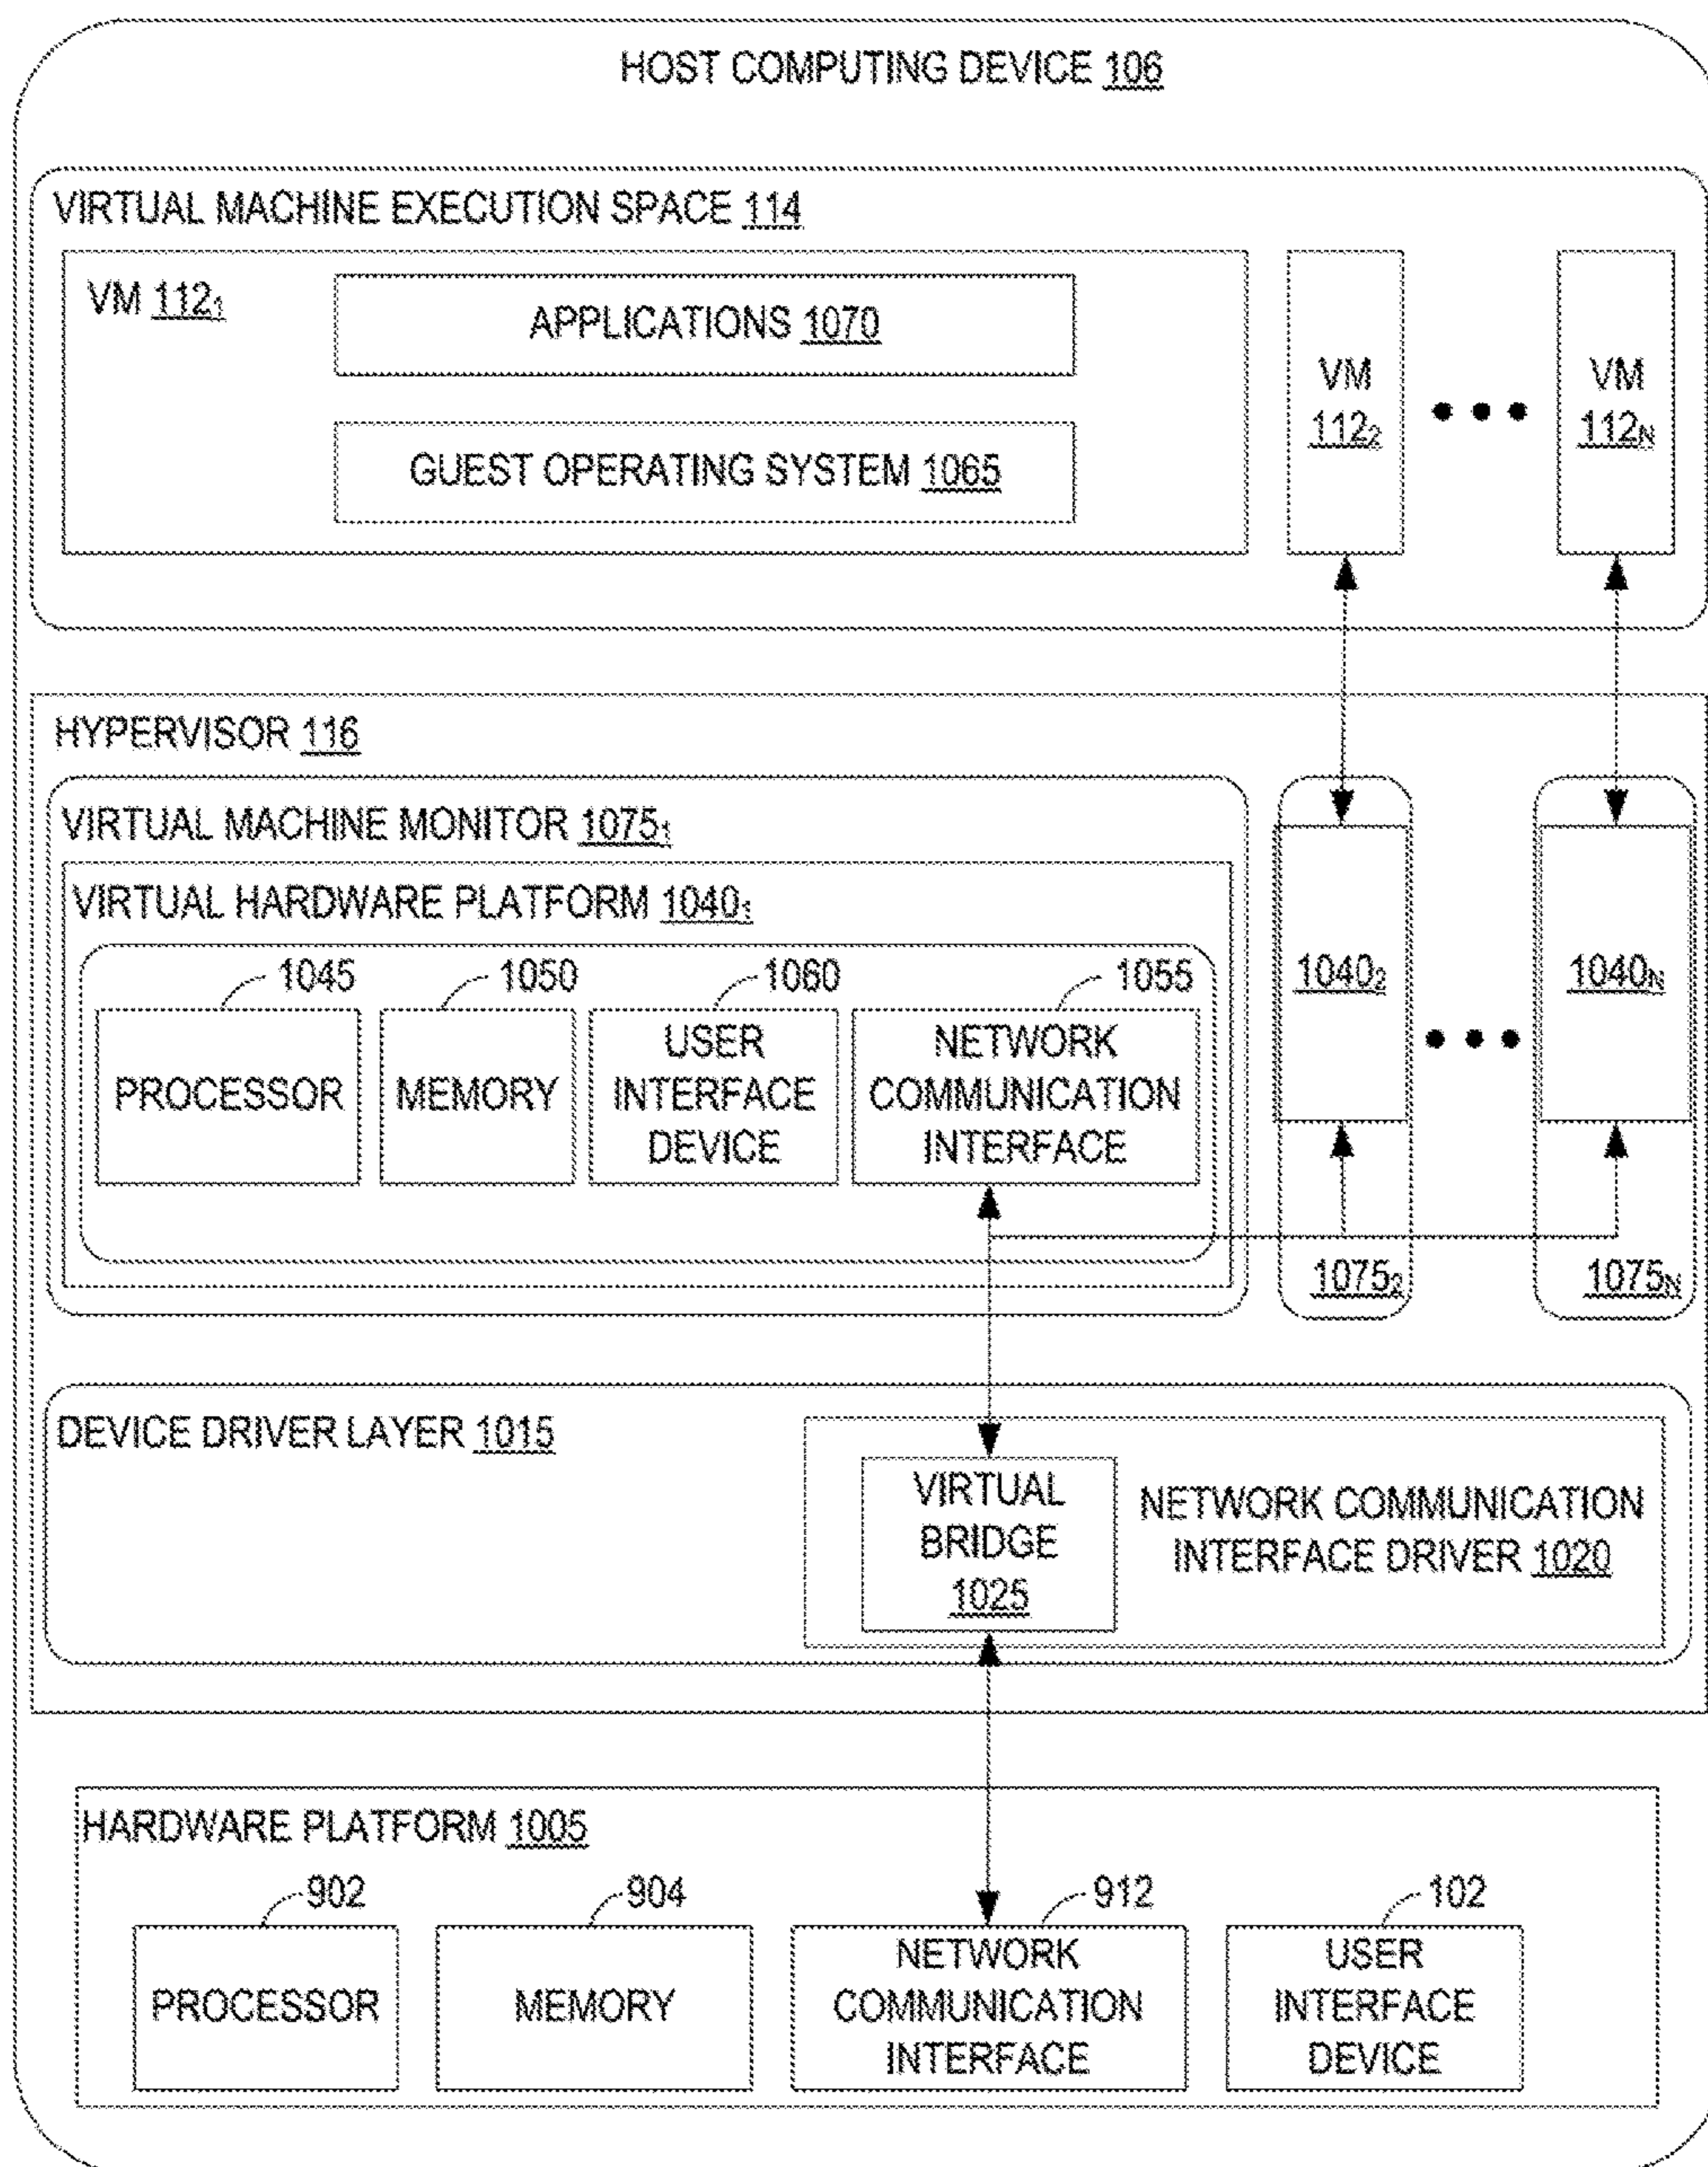 HOST COMPUTING DEVICE 106
VIRTUAL MACHINE EXECUTION SPACE 114
VM 112₁
APPLICATIONS 1070
GUEST OPERATING SYSTEM 1065
VM
112₂
VM
112ₙ
HYPERVISOR 116
VIRTUAL MACHINE MONITOR 1075₁
VIRTUAL HARDWARE PLATFORM 1040₁
1045
PROCESSOR
1050
MEMORY
1060
USER
INTERFACE
DEVICE
1055
NETWORK
COMMUNICATION
INTERFACE
1040₂
1040ₙ
1075₂
1075ₙ
DEVICE DRIVER LAYER 1015
VIRTUAL
BRIDGE
1025
NETWORK COMMUNICATION
INTERFACE DRIVER 1020
HARDWARE PLATFORM 1005
902
PROCESSOR
904
MEMORY
912
NETWORK
COMMUNICATION
INTERFACE
102
USER
INTERFACE
DEVICE